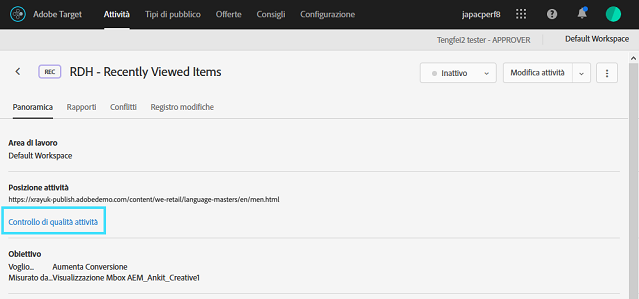 Adobe Target Attività Tipi di pubblico Offerte Consigli Configurazione japacperf8
Tengfei2 tester - APPROVER Default Workspace
REC RDH - Recently Viewed Items Inattivo Modifica attività
Panoramica Rapporti Conflitti Registro modifiche
Area di lavoro
Default Workspace
Posizione attività
https://xrayuk-publish.adobedemo.com/content/we-retail/language-masters/en/men.html
Controllo di qualità attività
Obiettivo
Voglio... Aumenta Conversione
Misurato da...Visualizzazione Mbox AEM_Ankit_Creative1